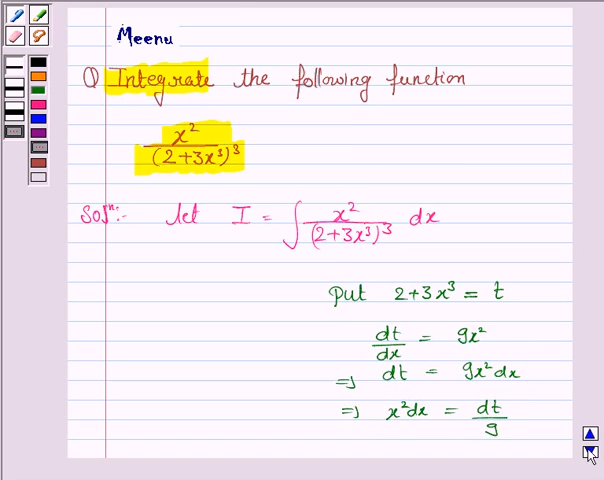 Meenu
Q Integrate the following function
x²/(2+3x³)³
Solⁿ:- Let I = ∫ x²/(2+3x³)³ dx
Put 2+3x³ = t
dt/dx = 9x²
⇒ dt = 9x²dx
⇒ x²dx = dt/9